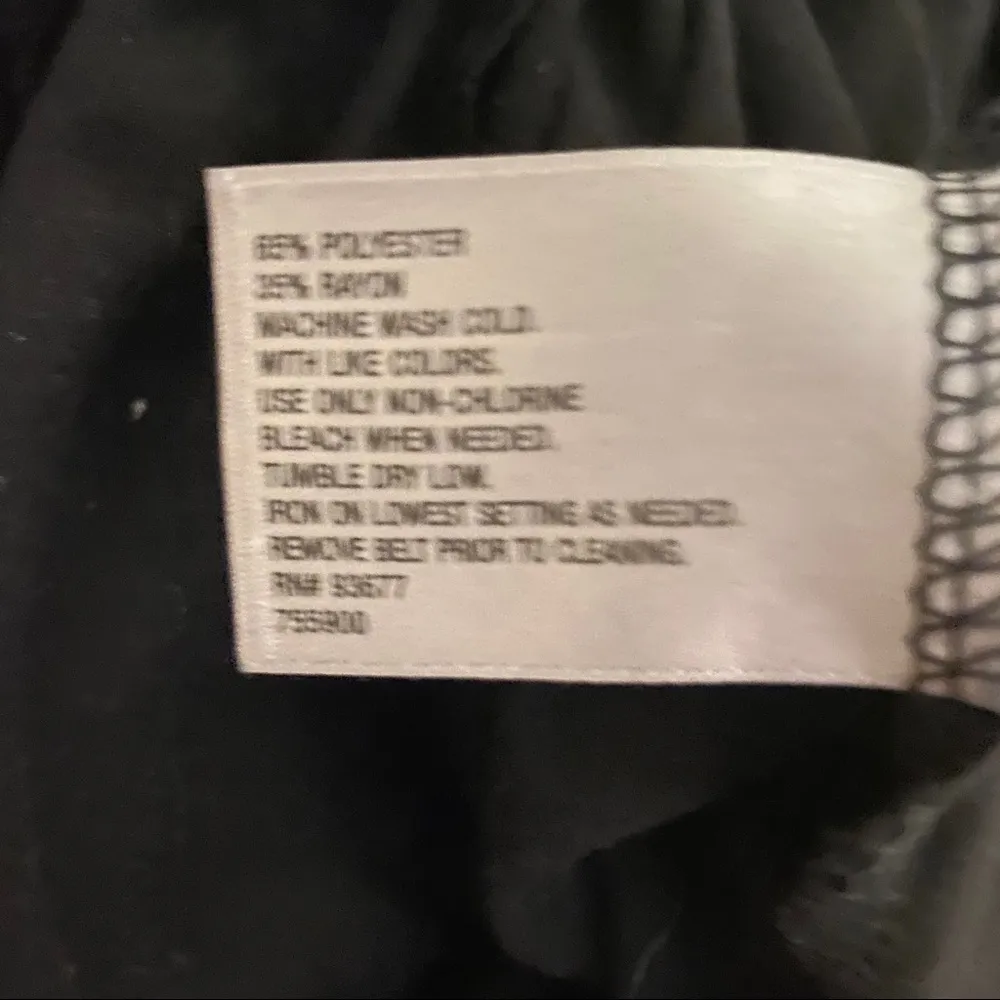 65% POLYESTER
35% RAYON
MACHINE WASH COLD.
WITH LIKE COLORS.
USE ONLY NON-CHLORINE
BLEACH WHEN NEEDED.
TUMBLE DRY LOW.
IRON ON LOWEST SETTING AS NEEDED.
REMOVE BELT PRIOR TO CLEANING.
RN# 93677
755900